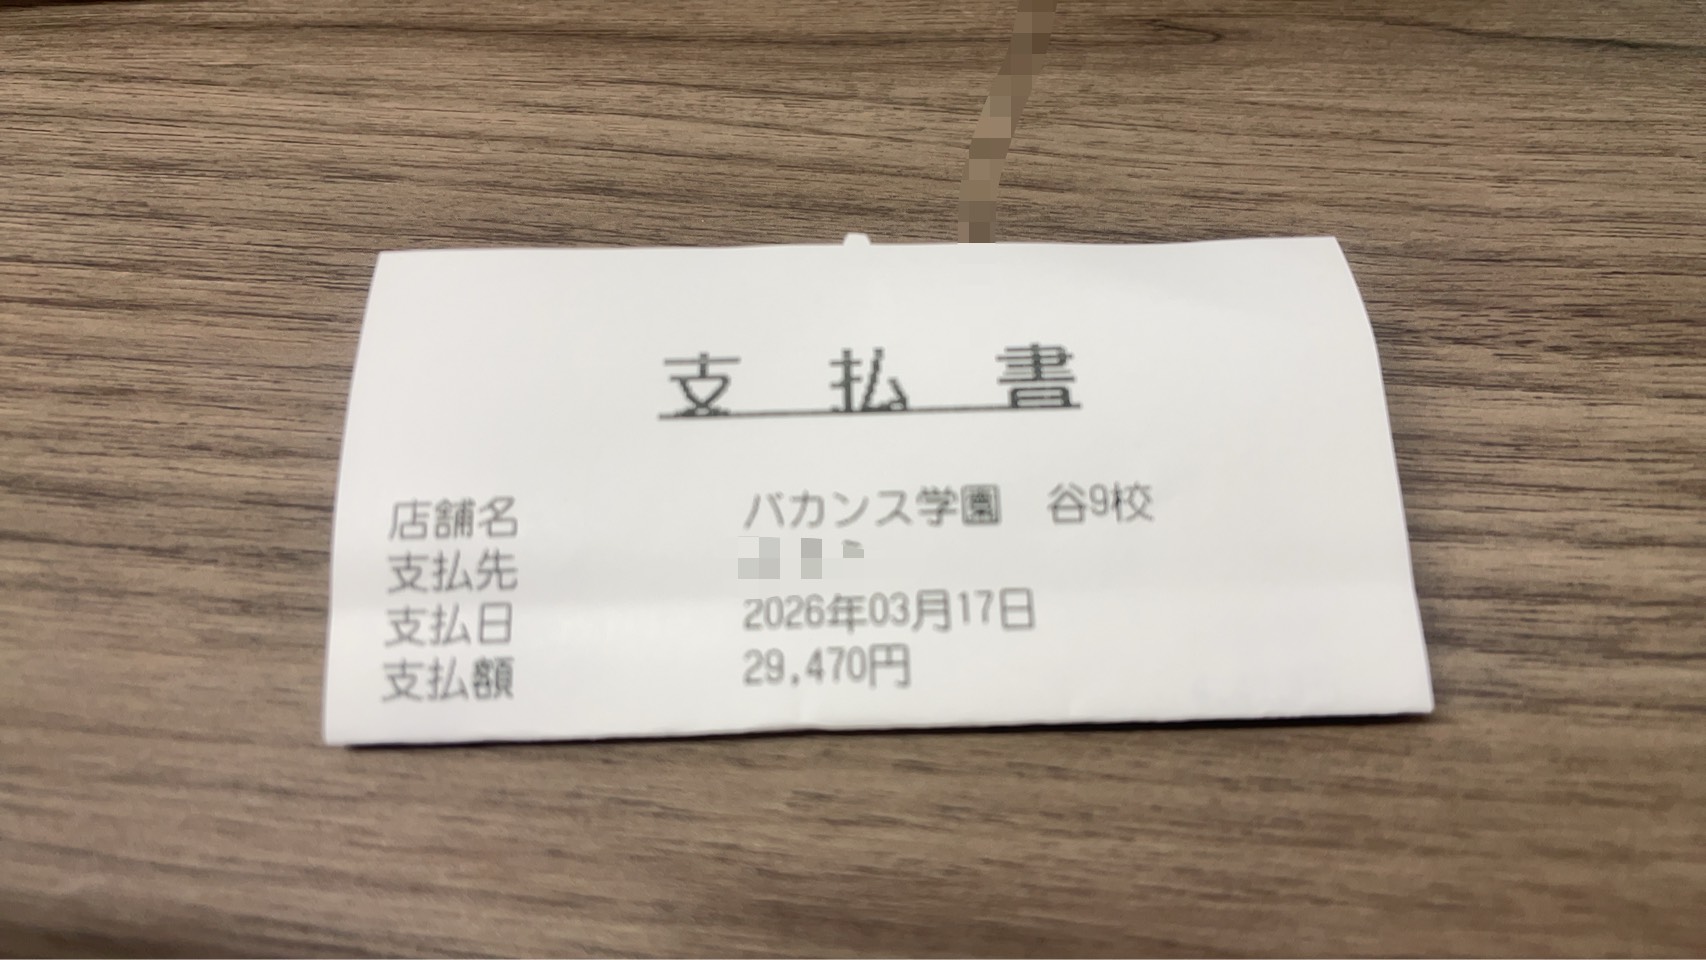 支 払 書
店舗名 バカンス学園 谷9校
支払先
支払日 2026年03月17日
支払額 29,470円